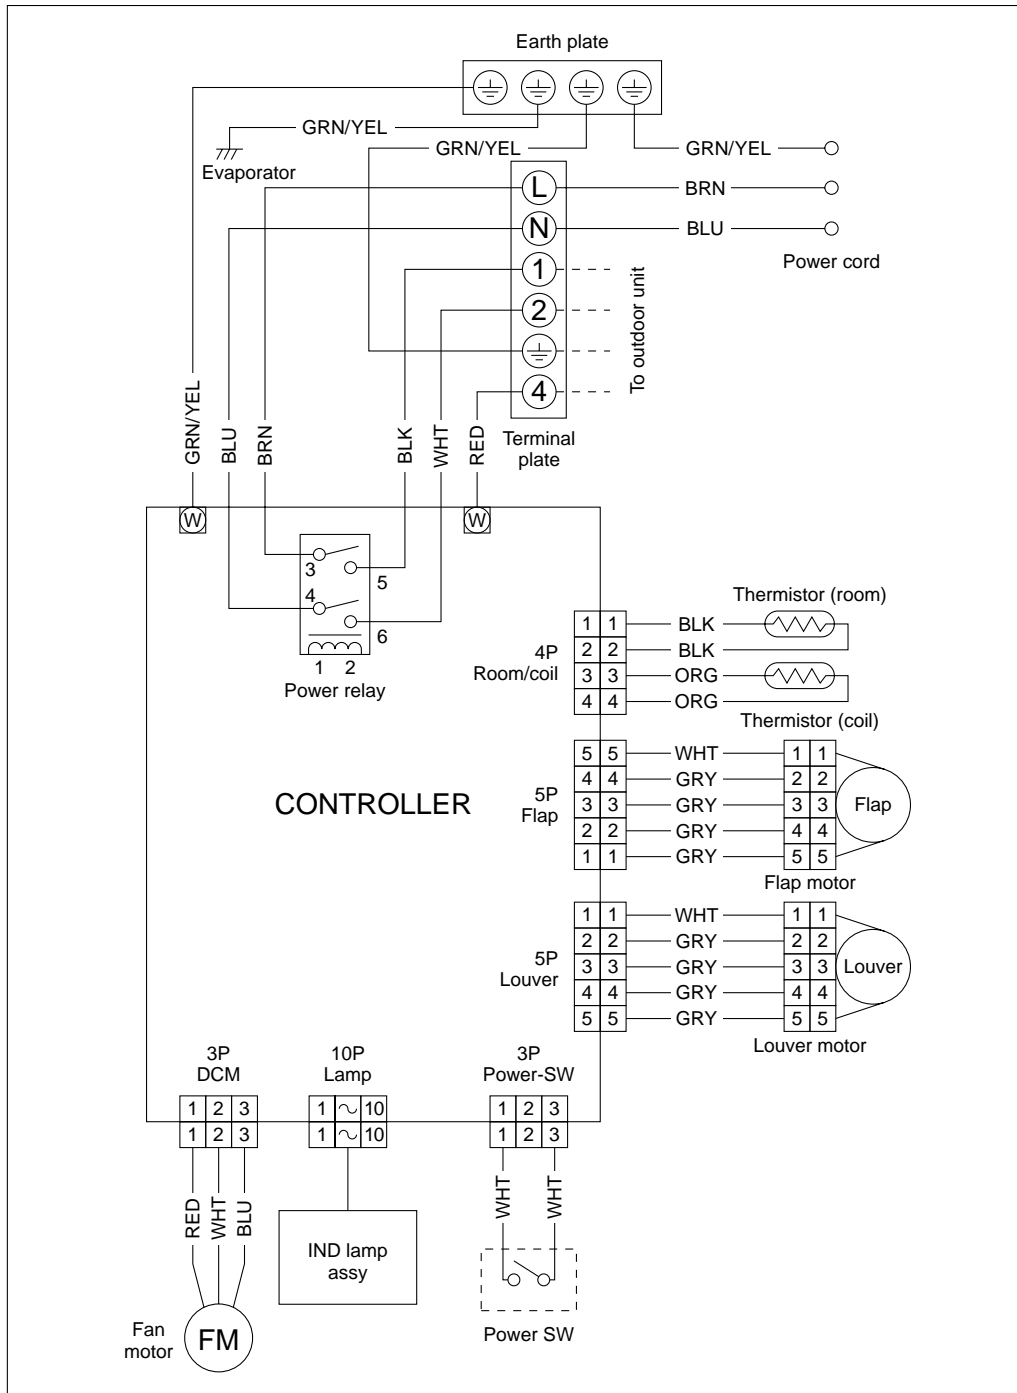 Earth plate
GRN/YEL
GRN/YEL
GRN/YEL
Evaporator
L
BRN
N
BLU
Power cord
1
2
4
To outdoor unit
Terminal
plate
GRN/YEL
BLU
BRN
BLK
WHT
RED
W
W
3
5
4
6
1 2
Power relay
4P
Room/coil
1 1 BLK
2 2 BLK
3 3 ORG
4 4 ORG
Thermistor (room)
Thermistor (coil)
CONTROLLER
5P
Flap
5 5 WHT 1 1
4 4 GRY 2 2
3 3 GRY 3 3
2 2 GRY 4 4
1 1 GRY 5 5
Flap
Flap motor
5P
Louver
1 1 WHT 1 1
2 2 GRY 2 2
3 3 GRY 3 3
4 4 GRY 4 4
5 5 GRY 5 5
Louver
Louver motor
3P
DCM
1 2 3
1 2 3
RED
WHT
BLU
Fan
motor
FM
10P
Lamp
1 ~ 10
1 ~ 10
IND lamp
assy
3P
Power-SW
1 2 3
1 2 3
WHT
WHT
Power SW